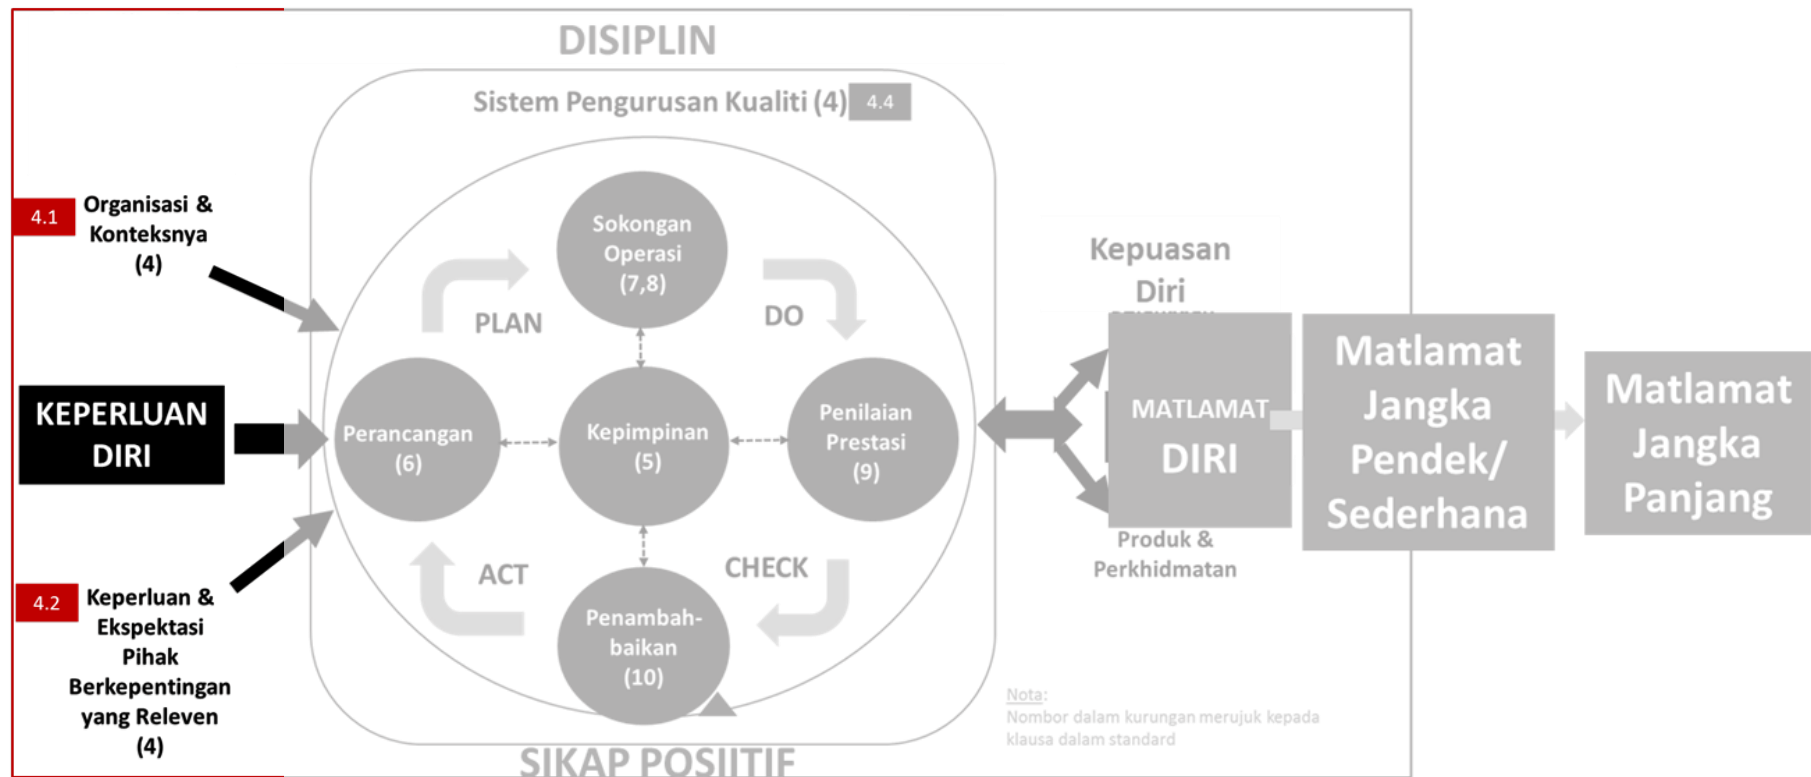 DISIPLIN
Sistem Pengurusan Kualiti (4)
4.4
4.1
Organisasi &
Konteksnya
(4)
KEPERLUAN
DIRI
4.2
Keperluan &
Ekspektasi
Pihak
Berkepentingan
yang Releven
(4)
Sokongan
Operasi
(7,8)
PLAN
DO
Perancangan
(6)
Kepimpinan
(5)
Penilaian
Prestasi
(9)
ACT
CHECK
Penambah-
baikan
(10)
SIKAP POSIITIF
Kepuasan
Diri
MATLAMAT
DIRI
Produk &
Perkhidmatan
Matlamat
Jangka
Pendek/
Sederhana
Matlamat
Jangka
Panjang
Nota:
Nombor dalam kurungan merujuk kepada
klausa dalam standard